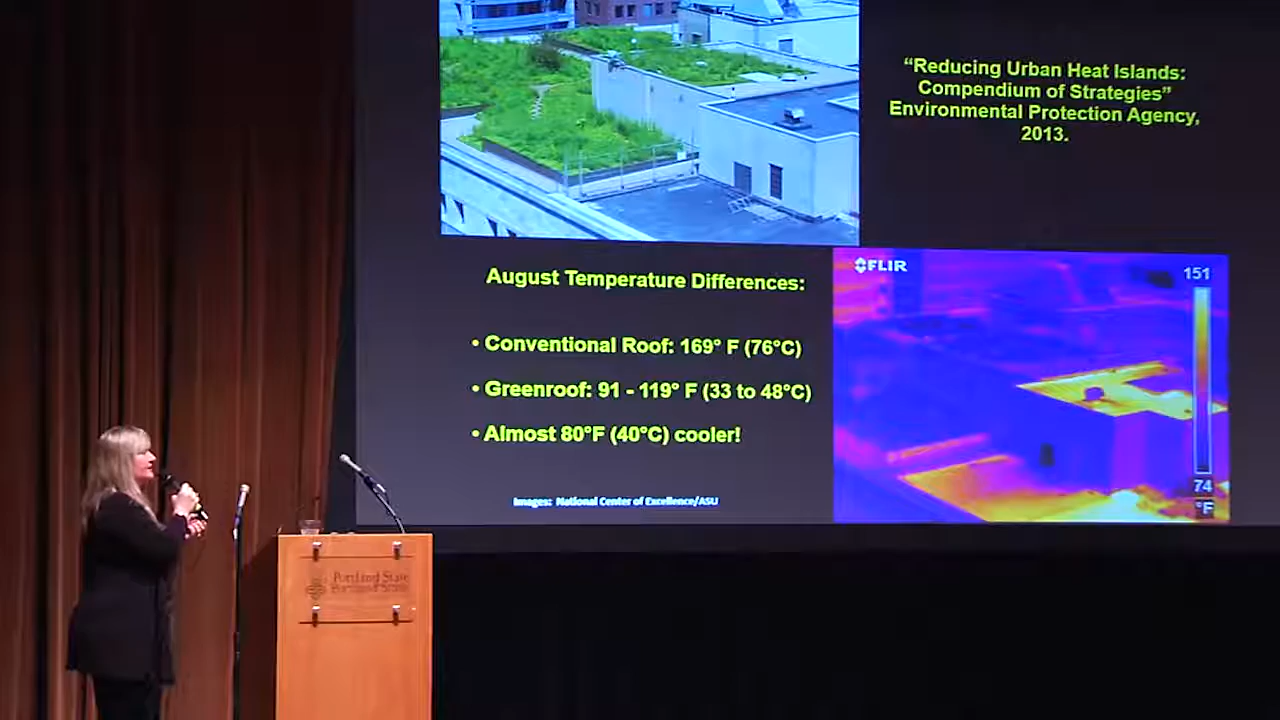 “Reducing Urban Heat Islands:
Compendium of Strategies”
Environmental Protection Agency,
2013.
August Temperature Differences:
• Conventional Roof: 169° F (76°C)
• Greenroof: 91 - 119° F (33 to 48°C)
• Almost 80°F (40°C) cooler!
Images: National Center of Excellence/ASU
FLIR
151
74
°F
Portland State